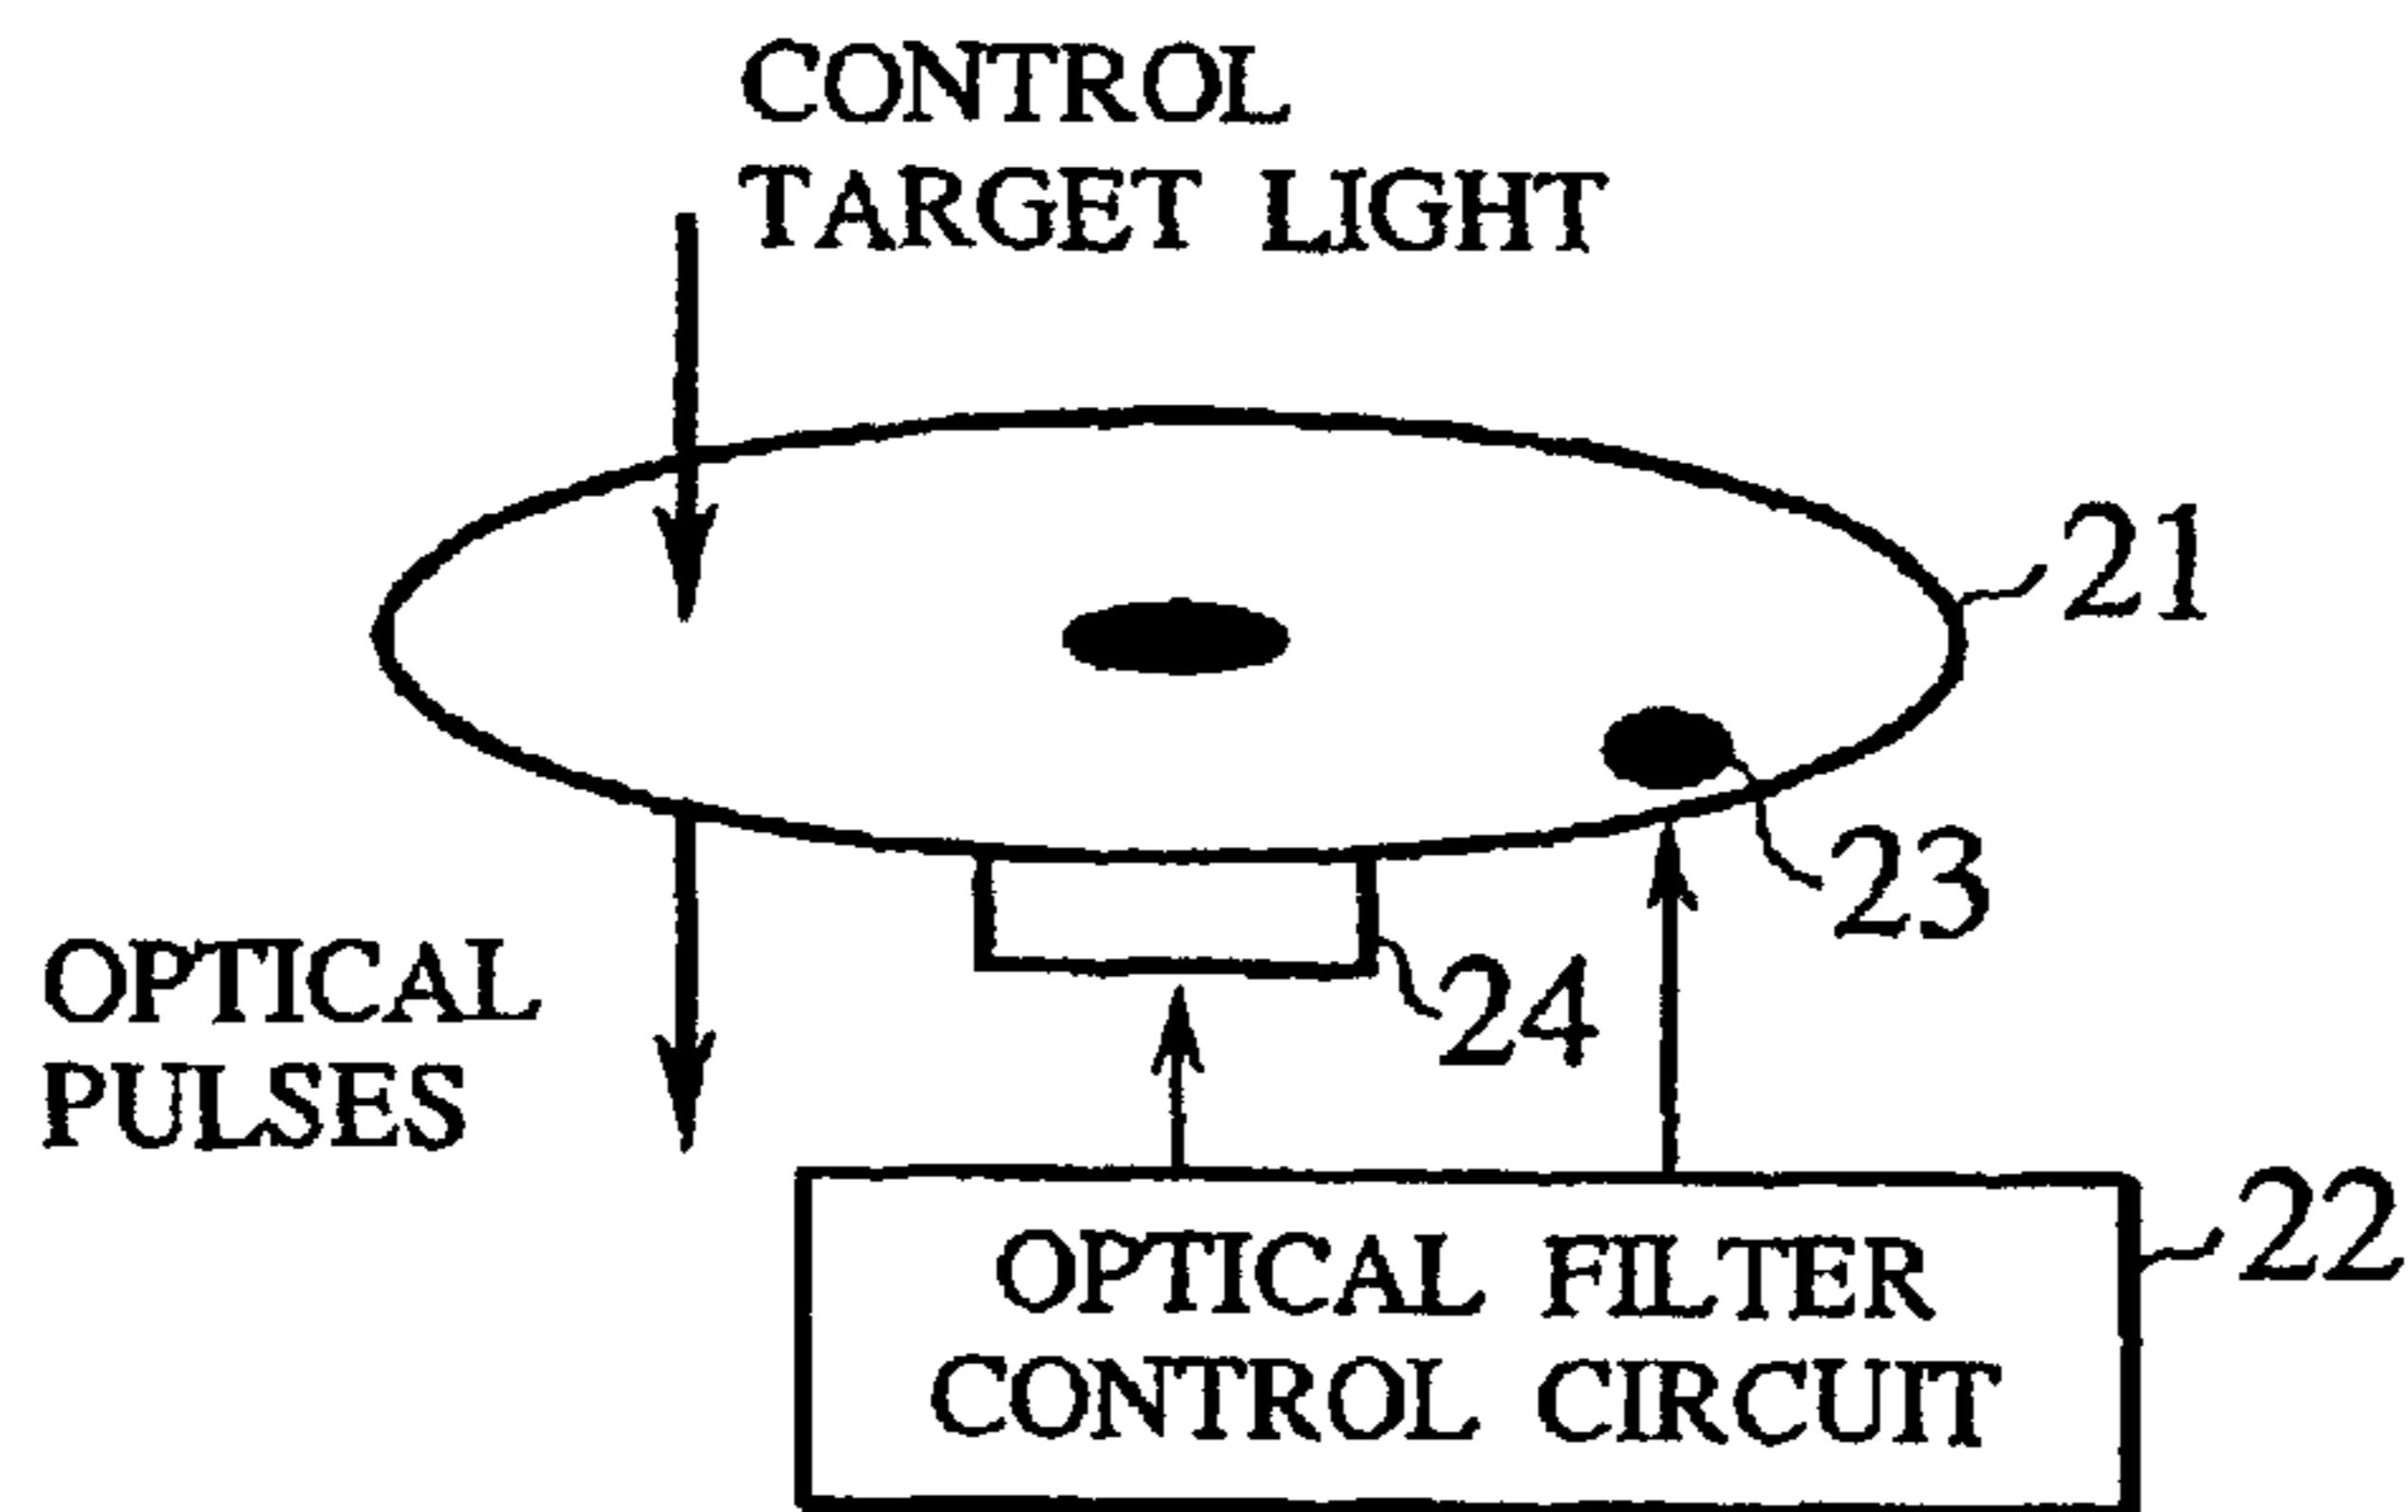 CONTROL
TARGET LIGHT
21
23
24
OPTICAL
PULSES
22
OPTICAL FILTER
CONTROL CIRCUIT